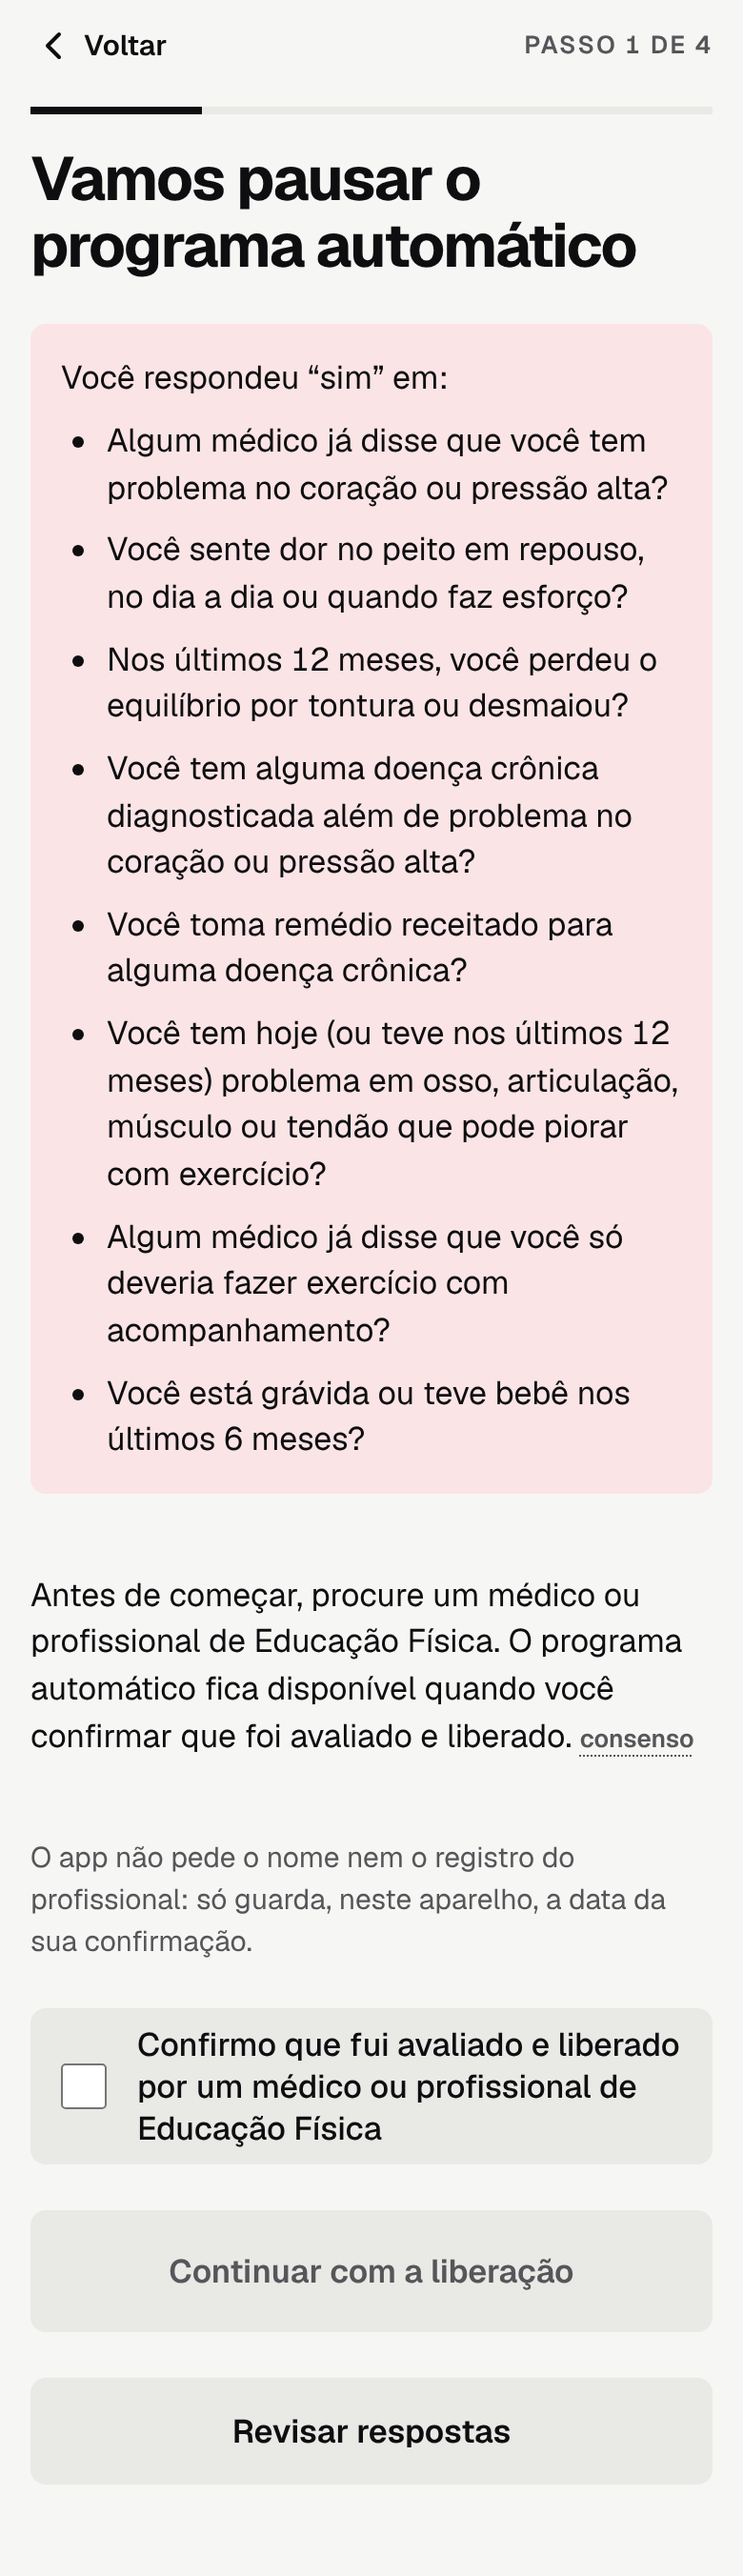 Voltar
PASSO 1 DE 4
Vamos pausar o
programa automático
Você respondeu “sim” em:
• Algum médico já disse que você tem
problema no coração ou pressão alta?
• Você sente dor no peito em repouso,
no dia a dia ou quando faz esforço?
• Nos últimos 12 meses, você perdeu o
equilíbrio por tontura ou desmaiou?
• Você tem alguma doença crônica
diagnosticada além de problema no
coração ou pressão alta?
• Você toma remédio receitado para
alguma doença crônica?
• Você tem hoje (ou teve nos últimos 12
meses) problema em osso, articulação,
músculo ou tendão que pode piorar
com exercício?
• Algum médico já disse que você só
deveria fazer exercício com
acompanhamento?
• Você está grávida ou teve bebê nos
últimos 6 meses?
Antes de começar, procure um médico ou
profissional de Educação Física. O programa
automático fica disponível quando você
confirmar que foi avaliado e liberado. consenso
O app não pede o nome nem o registro do
profissional: só guarda, neste aparelho, a data da
sua confirmação.
Confirmo que fui avaliado e liberado
por um médico ou profissional de
Educação Física
Continuar com a liberação
Revisar respostas